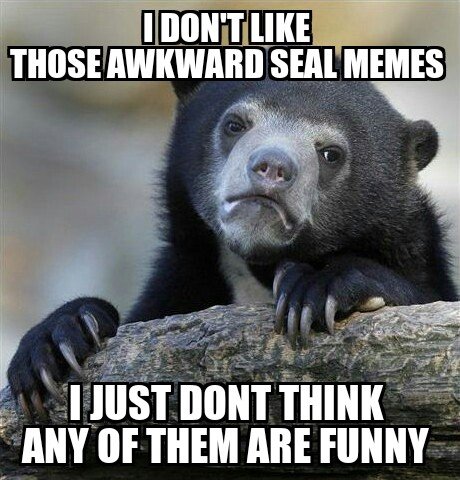 I DON'T LIKE
THOSE AWKWARD SEAL MEMES
I JUST DONT THINK
ANY OF THEM ARE FUNNY